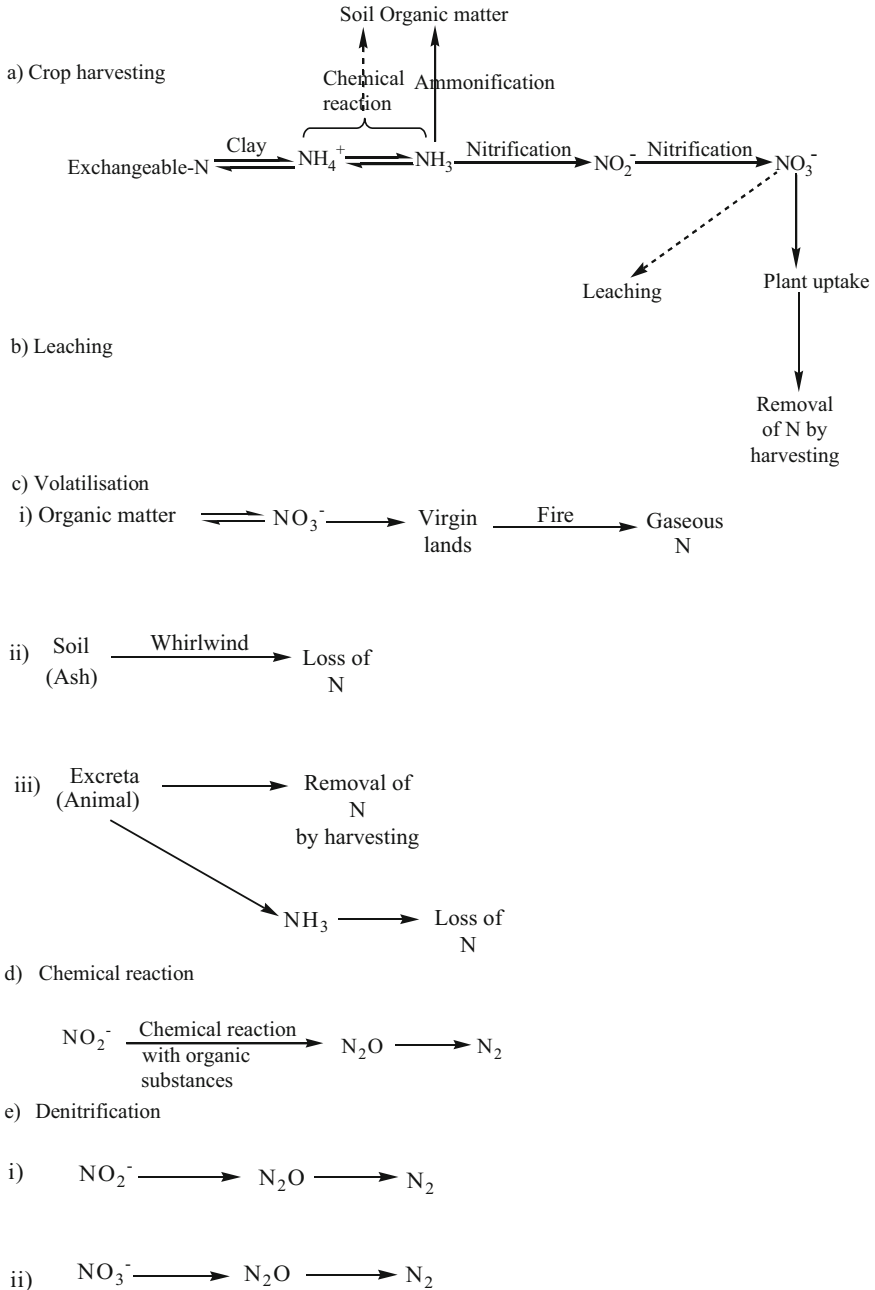 Soil Organic matter
a) Crop harvesting
Chemical
reaction
Ammonification
Exchangeable-N Clay NH₄⁺ NH₃ Nitrification NO₂⁻ Nitrification NO₃⁻
Leaching
Plant uptake
b) Leaching
Removal
of N by
harvesting
c) Volatilisation
i) Organic matter NO₃⁻ Virgin
lands
Fire Gaseous
N
ii) Soil
(Ash)
Whirlwind Loss of
N
iii) Excreta
(Animal)
Removal of
N
by harvesting
NH₃ Loss of
N
d) Chemical reaction
NO₂⁻ Chemical reaction
with organic
substances
N₂O N₂
e) Denitrification
i) NO₂⁻ N₂O N₂
ii) NO₃⁻ N₂O N₂